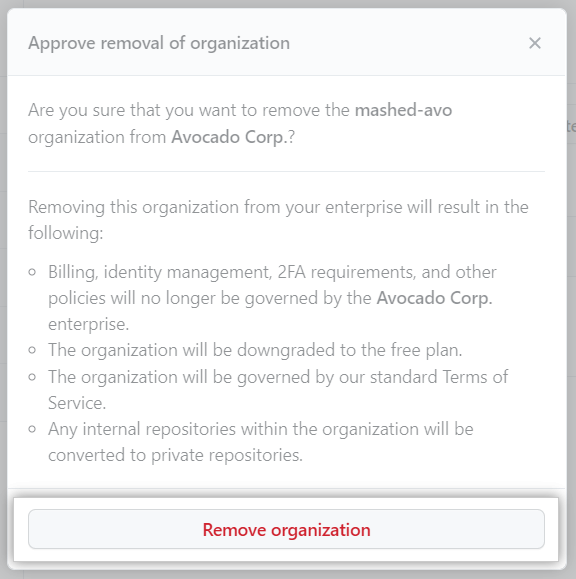 Approve removal of organization
Are you sure that you want to remove the mashed-avo
organization from Avocado Corp.?
Removing this organization from your enterprise will result in the
following:
Billing, identity management, 2FA requirements, and other
policies will no longer be governed by the Avocado Corp.
enterprise.
The organization will be downgraded to the free plan.
The organization will be governed by our standard Terms of
Service.
Any internal repositories within the organization will be
converted to private repositories.
Remove organization